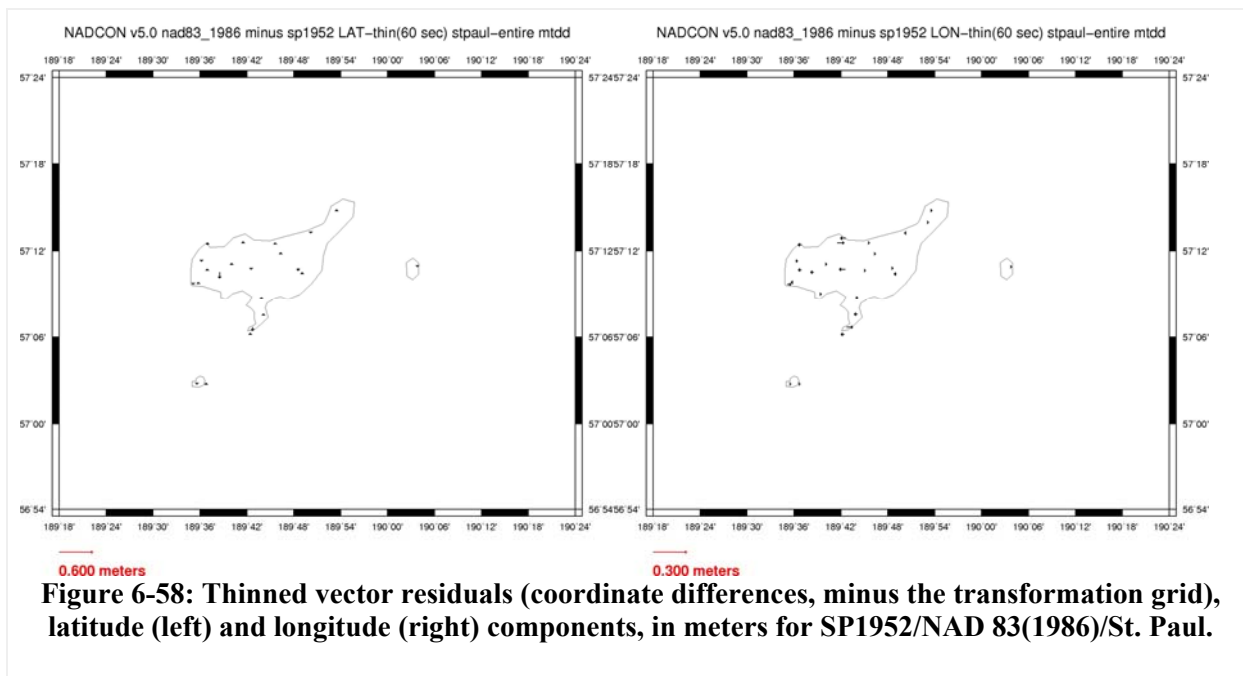 NADCON v5.0 nad83_1986 minus sp1952 LAT−thin(60 sec) stpaul−entire mtdd
189˚18' 189˚24' 189˚30' 189˚36' 189˚42' 189˚48' 189˚54' 190˚00' 190˚06' 190˚12' 190˚18' 190˚24'
57˚24' 57˚24'
57˚18' 57˚18'
57˚12' 57˚12'
57˚06' 57˚06'
57˚00' 57˚00'
56˚54' 56˚54'
189˚18' 189˚24' 189˚30' 189˚36' 189˚42' 189˚48' 189˚54' 190˚00' 190˚06' 190˚12' 190˚18' 190˚24'
0.600 meters
NADCON v5.0 nad83_1986 minus sp1952 LON−thin(60 sec) stpaul−entire mtdd
189˚18' 189˚24' 189˚30' 189˚36' 189˚42' 189˚48' 189˚54' 190˚00' 190˚06' 190˚12' 190˚18' 190˚24'
57˚24' 57˚24'
57˚18' 57˚18'
57˚12' 57˚12'
57˚06' 57˚06'
57˚00' 57˚00'
56˚54' 56˚54'
189˚18' 189˚24' 189˚30' 189˚36' 189˚42' 189˚48' 189˚54' 190˚00' 190˚06' 190˚12' 190˚18' 190˚24'
0.300 meters
Figure 6-58: Thinned vector residuals (coordinate differences, minus the transformation grid),
latitude (left) and longitude (right) components, in meters for SP1952/NAD 83(1986)/St. Paul.